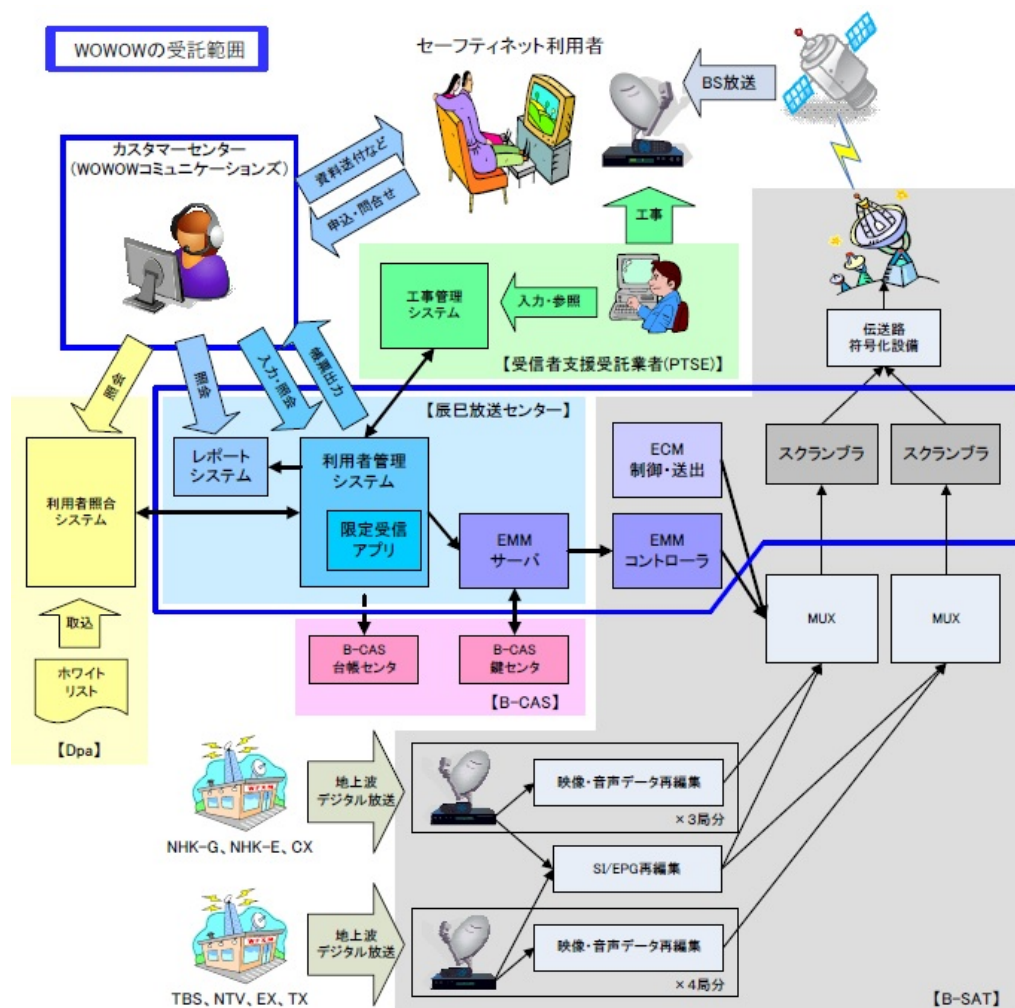 WOWOWの受託範囲
セーフティネット利用者
BS放送
カスタマーセンター
(WOWOWコミュニケーションズ)
資料送付など
申込・問合せ
工事
工事管理
システム
入力・参照
【受信者支援受託業者(PTSE)】
伝送路
符号化設備
照会
照会
入力・照会
帳票出力
【辰巳放送センター】
レポート
システム
利用者管理
システム
限定受信
アプリ
利用者照合
システム
EMM
サーバ
ECM
制御・送出
EMM
コントローラ
スクランブラ
スクランブラ
MUX
MUX
取込
ホワイト
リスト
【Dpa】
B-CAS
台帳センタ
B-CAS
鍵センタ
【B-CAS】
地上波
デジタル放送
映像・音声データ再編集
×3局分
NHK-G、NHK-E、CX
SI/EPG再編集
地上波
デジタル放送
映像・音声データ再編集
×4局分
TBS、NTV、EX、TX
【B-SAT】